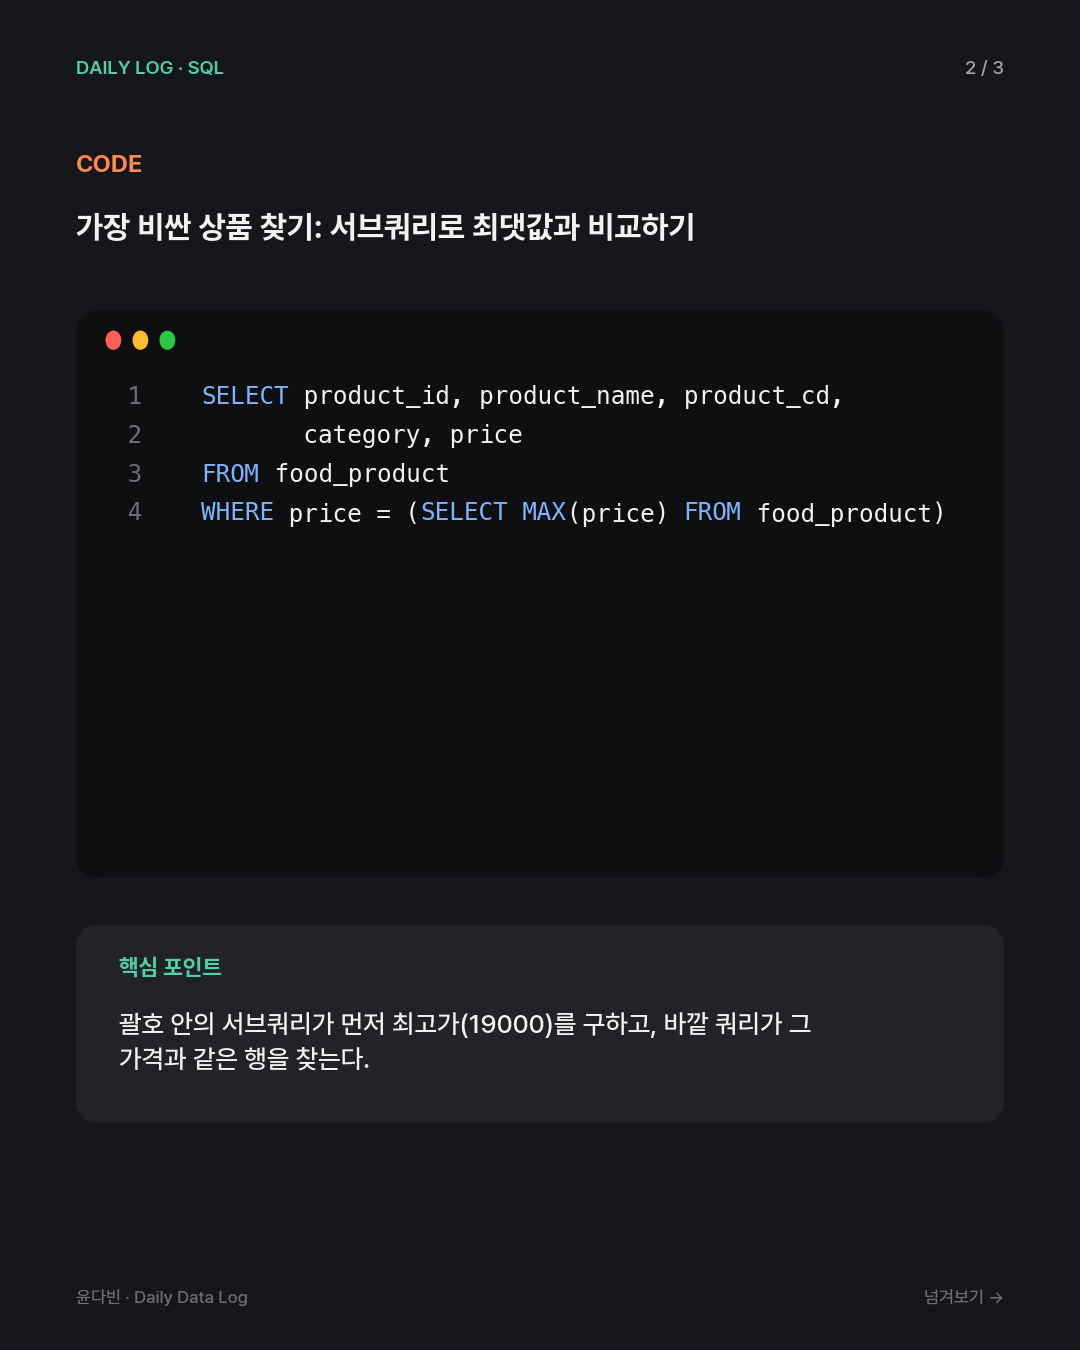 DAILY LOG · SQL
2 / 3
CODE
가장 비싼 상품 찾기: 서브쿼리로 최댓값과 비교하기
1 SELECT product_id, product_name, product_cd,
2 category, price
3 FROM food_product
4 WHERE price = (SELECT MAX(price) FROM food_product)
핵심 포인트
괄호 안의 서브쿼리가 먼저 최고가(19000)를 구하고, 바깥 쿼리가 그
가격과 같은 행을 찾는다.
윤다빈 · Daily Data Log
넘겨보기 →